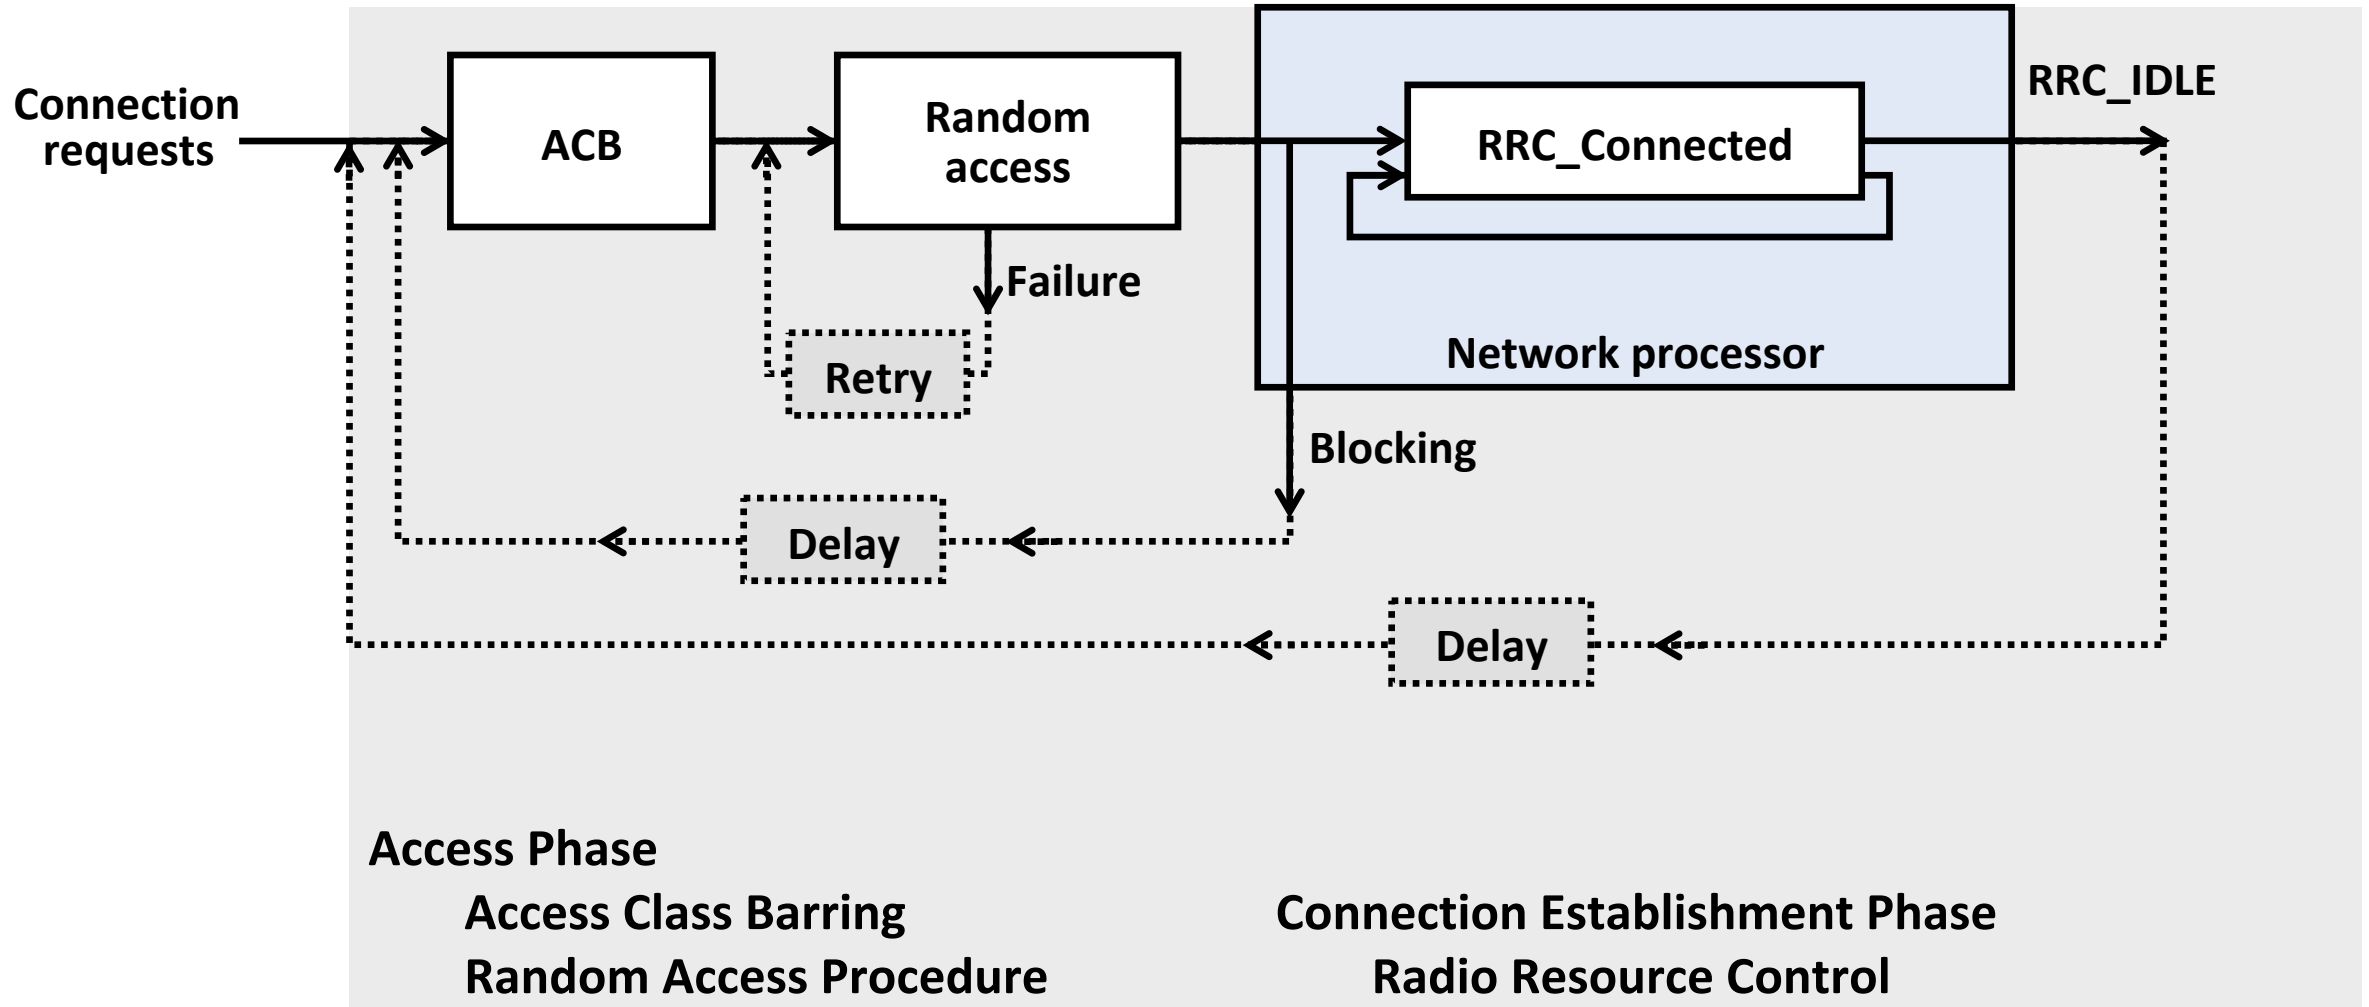 Connection
requests
ACB
Random
access
RRC_Connected
RRC_IDLE
Failure
Network processor
Retry
Blocking
Delay
Delay
Access Phase
Access Class Barring
Random Access Procedure
Connection Establishment Phase
Radio Resource Control